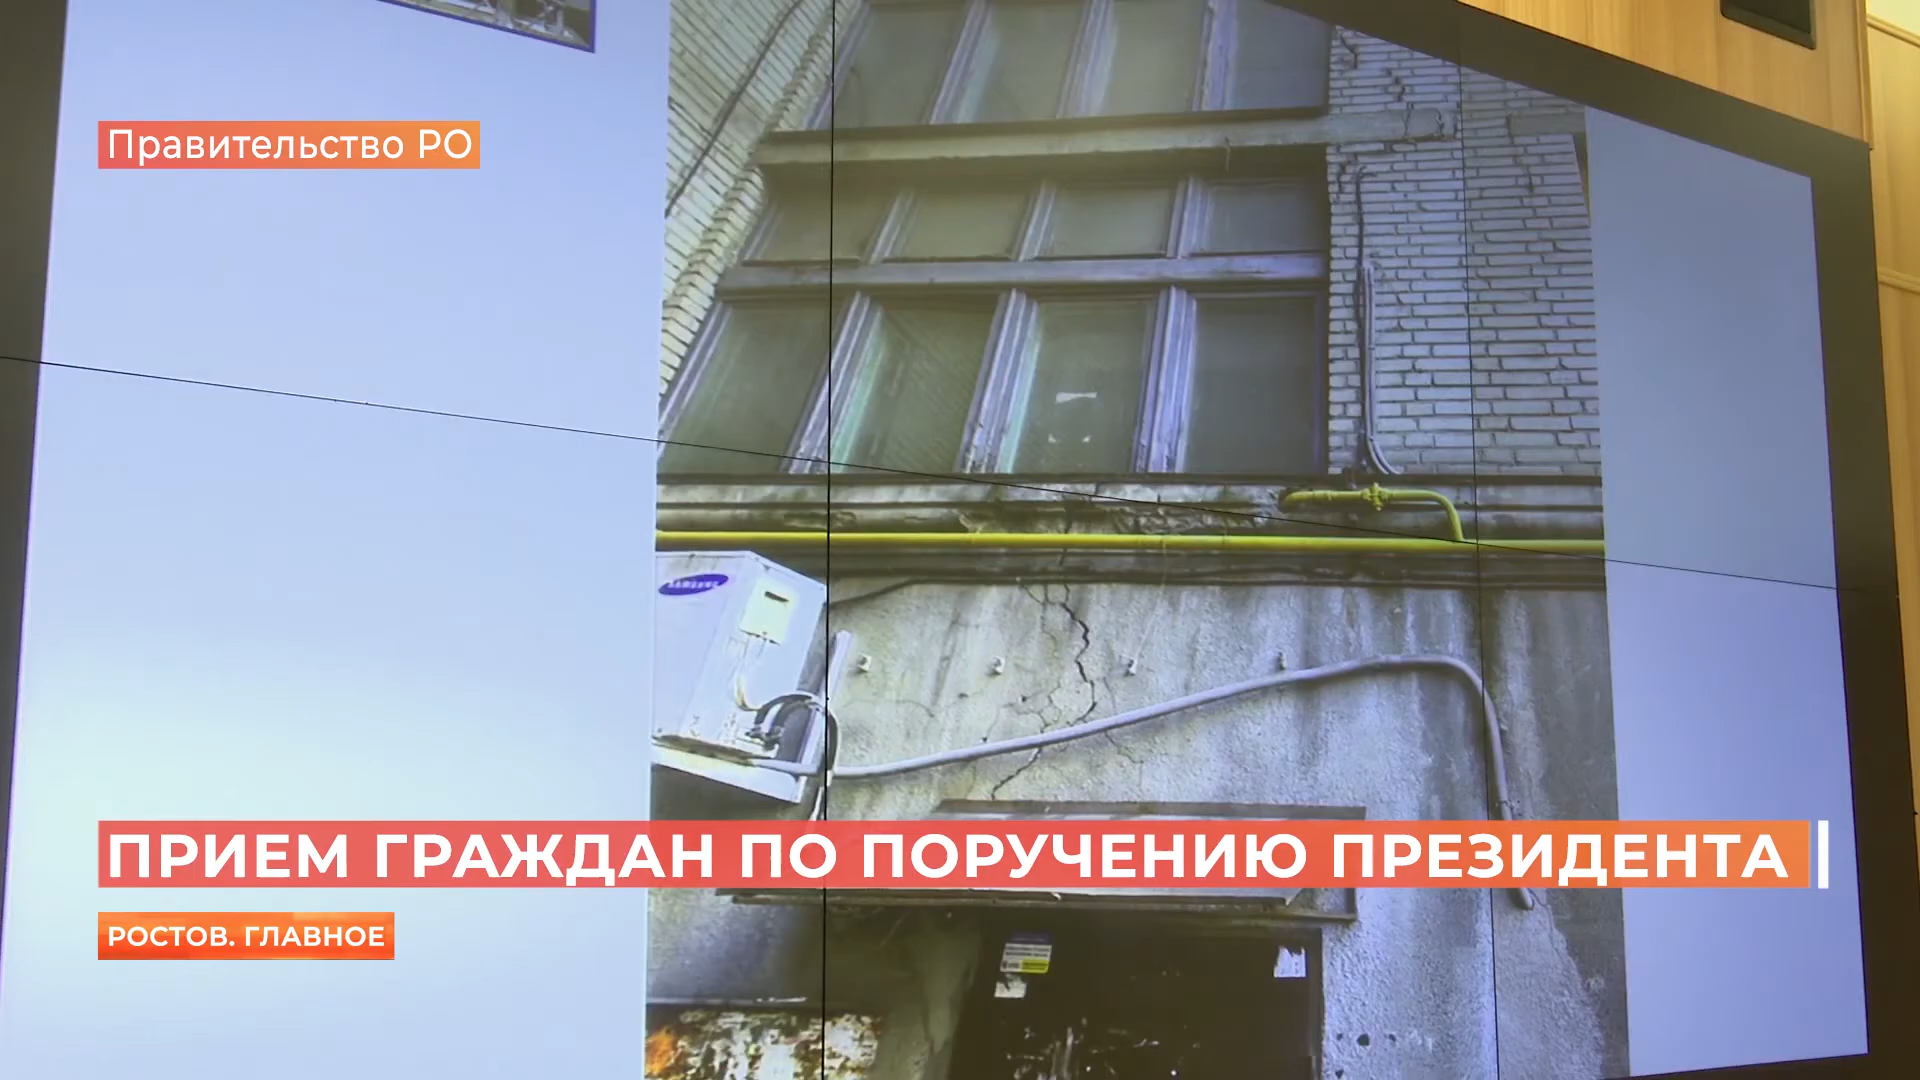 Правительство РО
SAMSUNG
ПРИЕМ ГРАЖДАН ПО ПОРУЧЕНИЮ ПРЕЗИДЕНТА
РОСТОВ. ГЛАВНОЕ